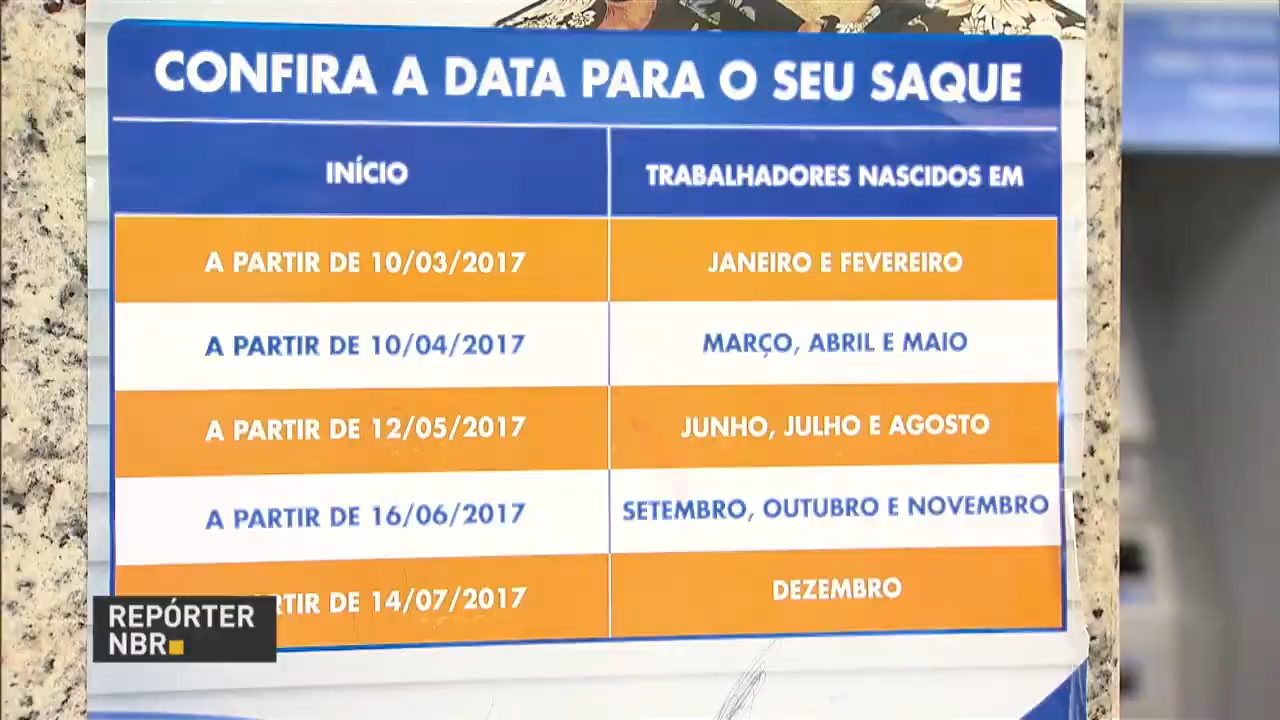 CONFIRA A DATA PARA O SEU SAQUE
INÍCIO TRABALHADORES NASCIDOS EM
A PARTIR DE 10/03/2017 JANEIRO E FEVEREIRO
A PARTIR DE 10/04/2017 MARÇO, ABRIL E MAIO
A PARTIR DE 12/05/2017 JUNHO, JULHO E AGOSTO
A PARTIR DE 16/06/2017 SETEMBRO, OUTUBRO E NOVEMBRO
DE 14/07/2017 DEZEMBRO
REPÓRTER
NBR